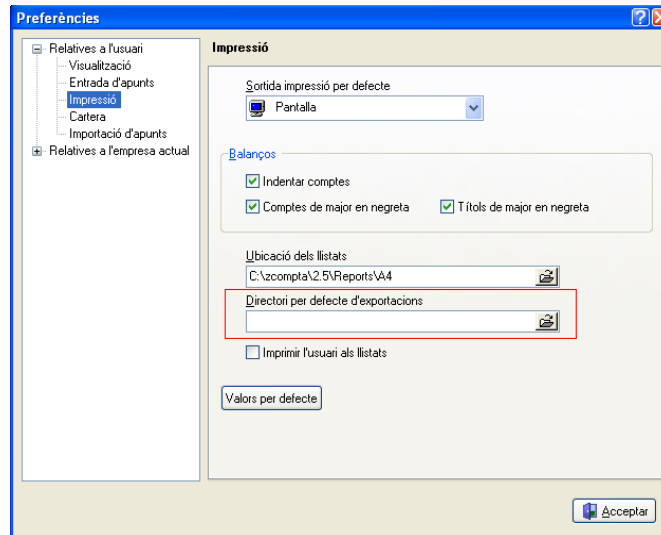 Preferències
Relatives a l'usuari
Visualització
Entrada d'apunts
Impressió
Cartera
Importació d'apunts
Relatives a l'empresa actual
Impressió
Sortida impressió per defecte
Pantalla
Balanços
Indentar comptes
Comptes de major en negreta
Títols de major en negreta
Ubicació dels llistats
C:\zcompta\2.5\Reports\A4
Directori per defecte d'exportacions
Imprimir l'usuari als llistats
Valors per defecte
Acceptar